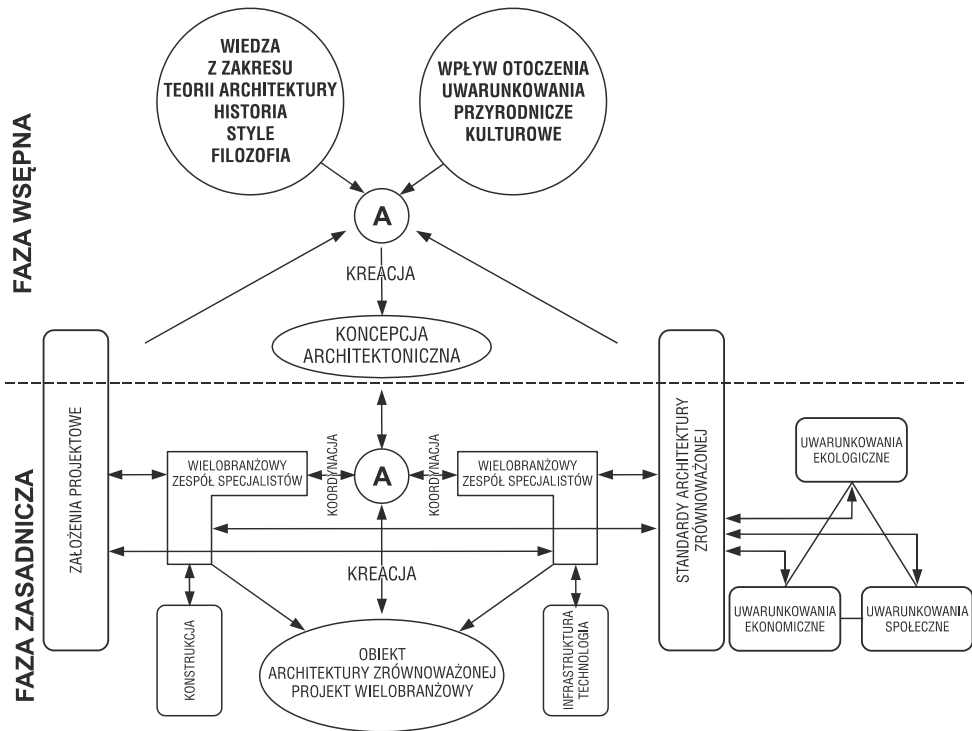 FAZA WSĘPNA
WIEDZA
Z ZAKRESU
TEORII ARCHITEKTURY
HISTORIA
STYLE
FILOZOFIA
WPŁYW OTOCZENIA
UWARUNKOWANIA
PRZYRODNICZE
KULTUROWE
A
KREACJA
KONCEPCJA
ARCHITEKTONICZNA
FAZA ZASADNICZA
ZAŁOŻENIA PROJEKTOWE
WIELOBRANŻOWY
ZESPÓŁ SPECJALISTÓW
KOORDYNACJA
A
KOORDYNACJA
WIELOBRANŻOWY
ZESPÓŁ SPECJALISTÓW
STANDARDY ARCHITEKTURY
ZRÓWNOWAŻONEJ
UWARUNKOWANIA
EKOLOGICZNE
UWARUNKOWANIA
EKONOMICZNE
UWARUNKOWANIA
SPOŁECZNE
KREACJA
KONSTRUKCJA
OBIEKT
ARCHITEKTURY ZRÓWNOWAŻONEJ
PROJEKT WIELOBRANŻOWY
INFRASTRUKTURA
TECHNOLOGIA